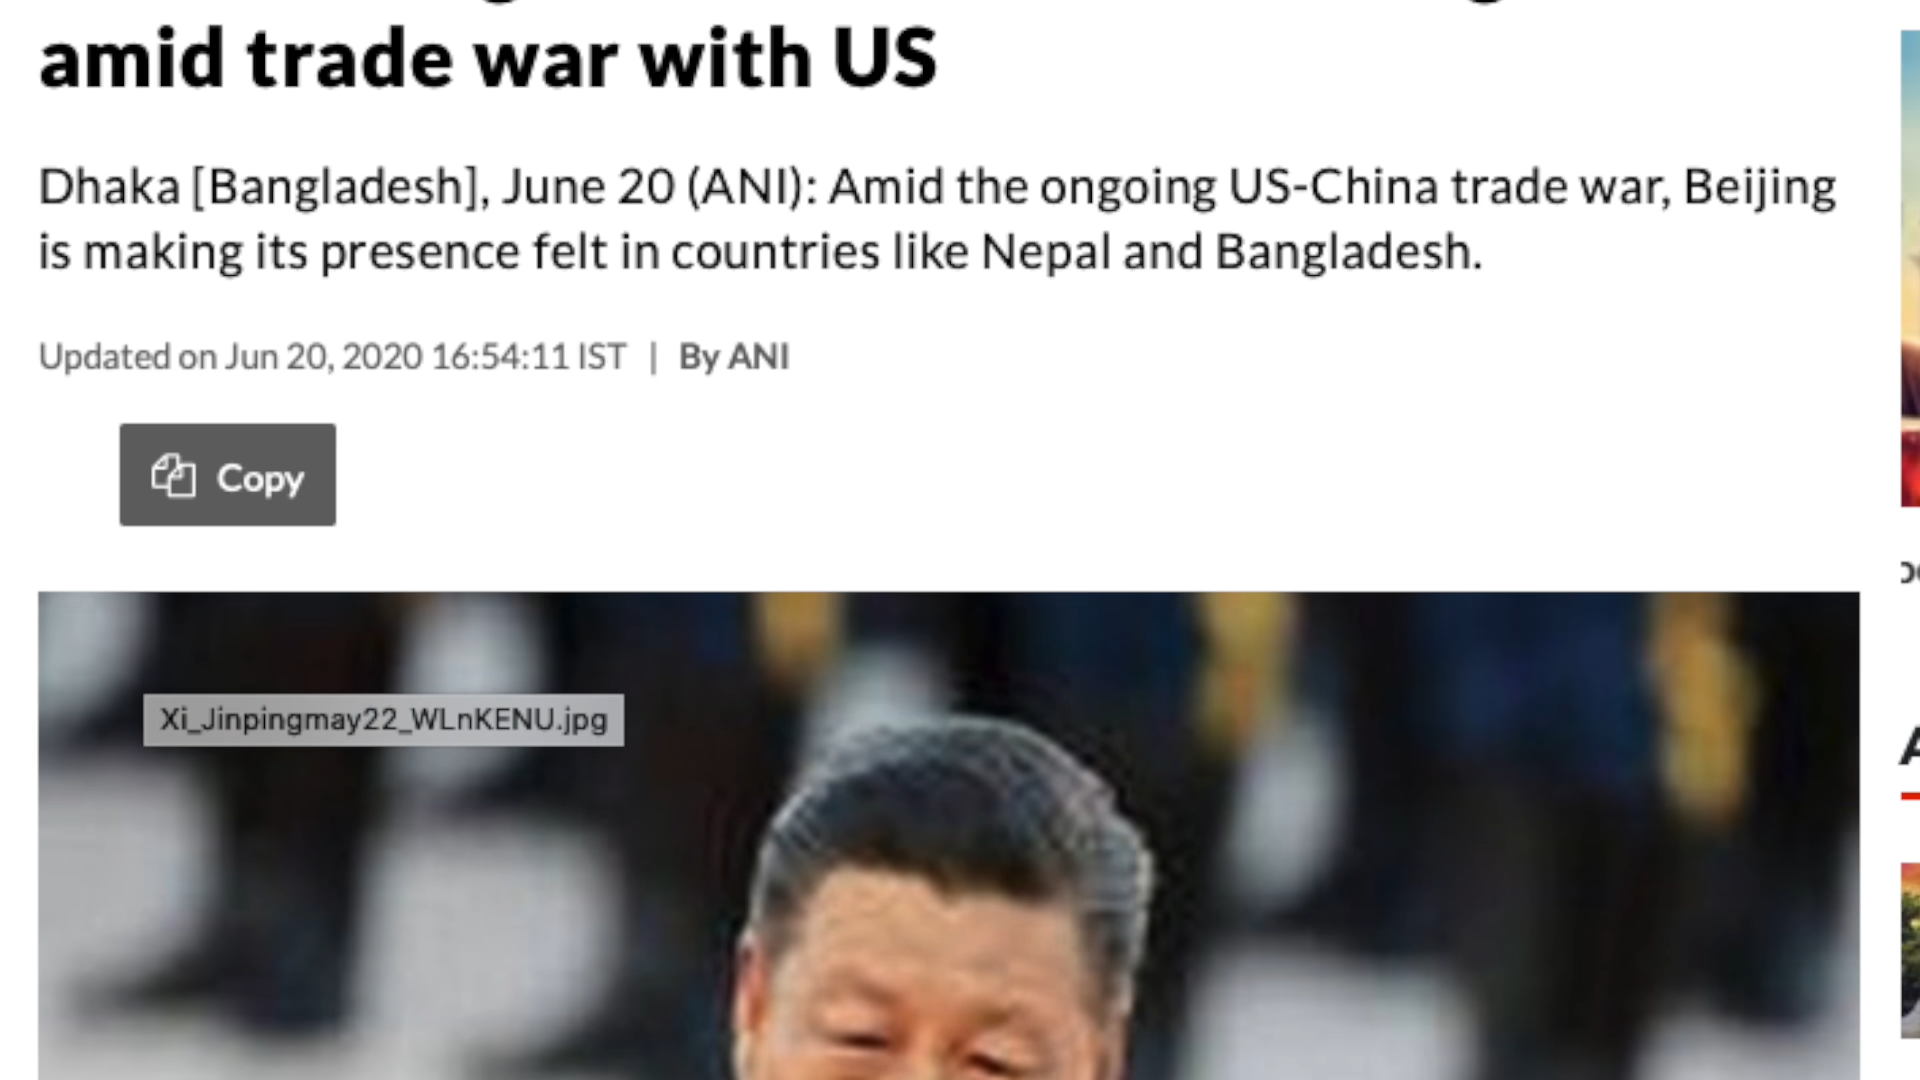 amid trade war with US
Dhaka [Bangladesh], June 20 (ANI): Amid the ongoing US-China trade war, Beijing
is making its presence felt in countries like Nepal and Bangladesh.
Updated on Jun 20, 2020 16:54:11 IST | By ANI
Copy
Xi_Jinpingmay22_WLnKENU.jpg